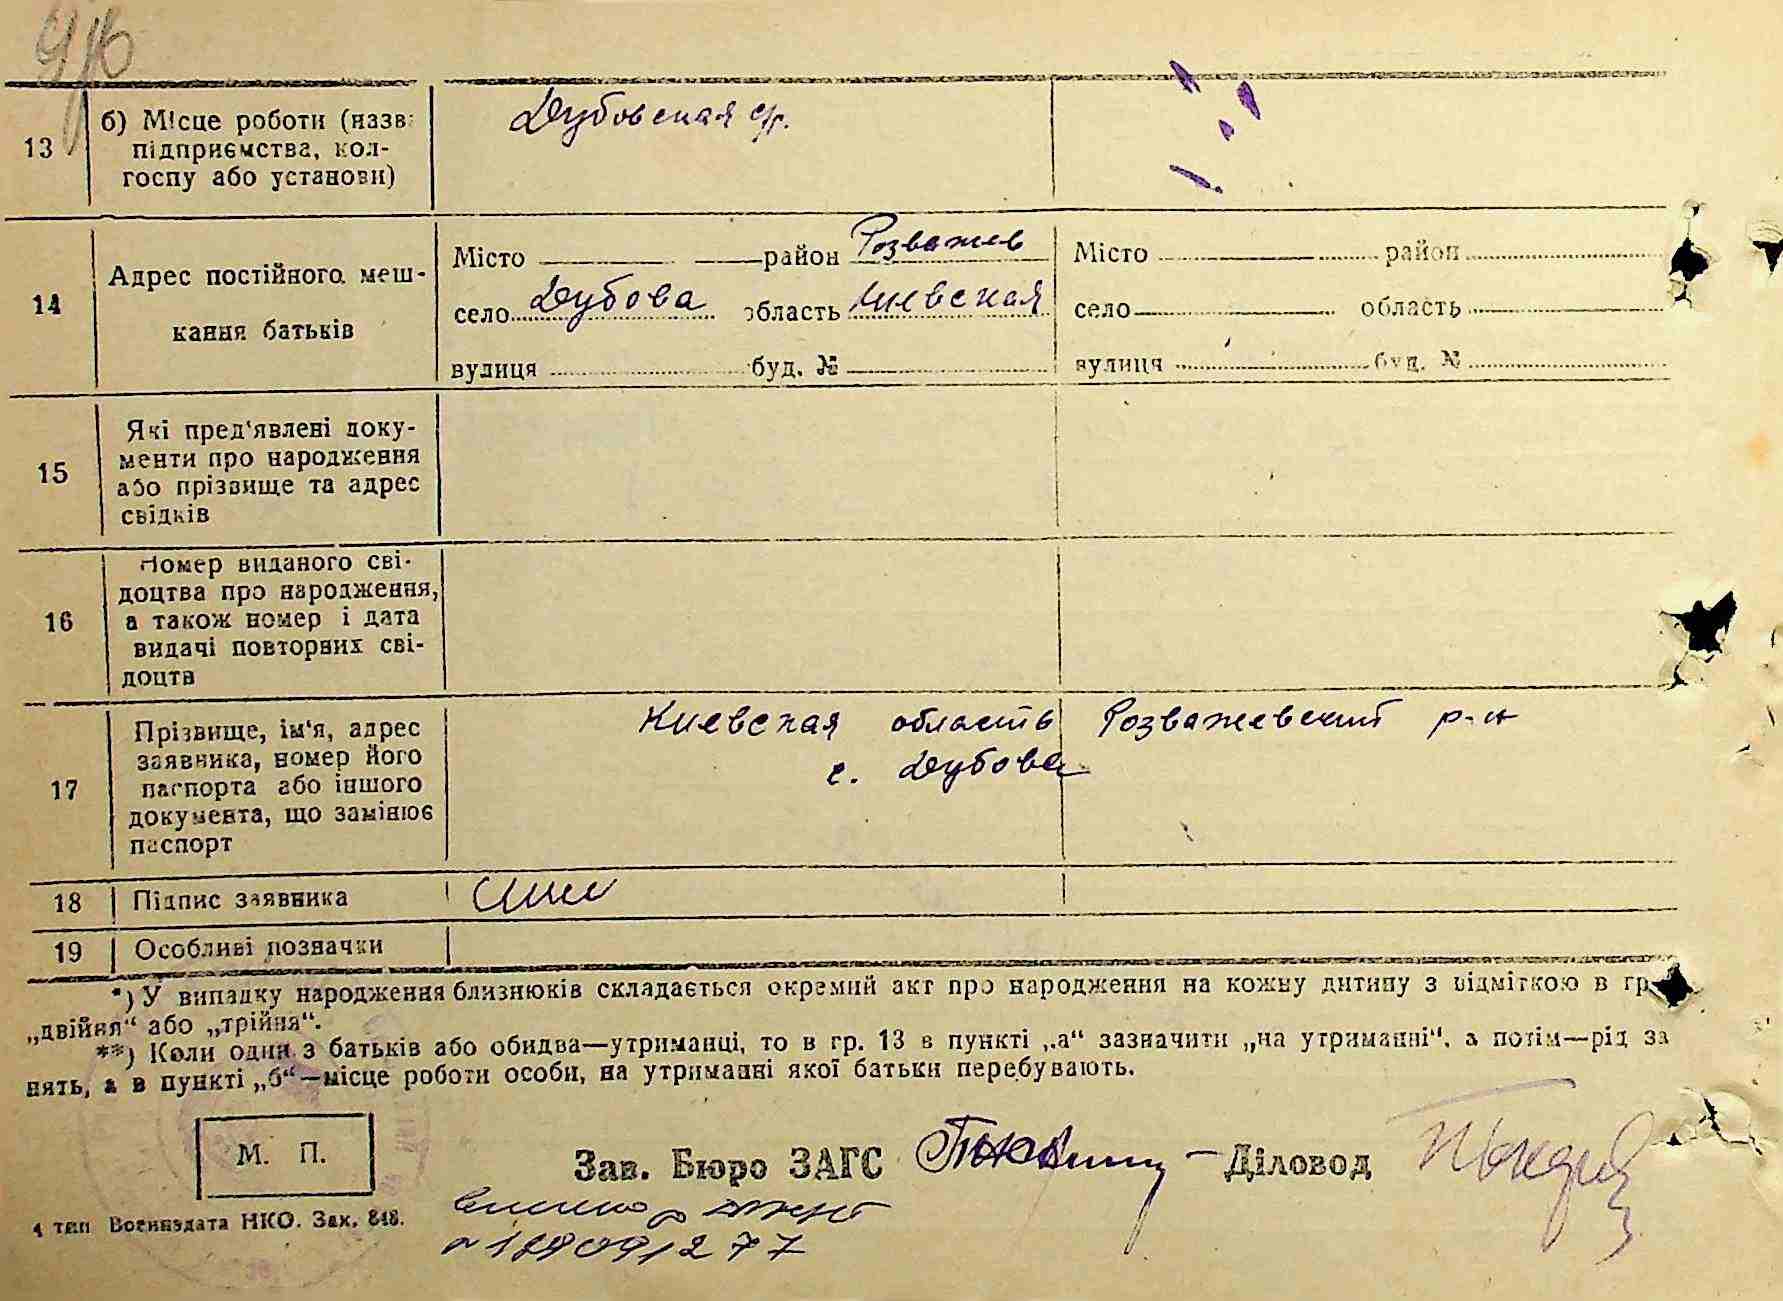 13
б) Місце роботи (назв
підприємства, кол-
госпу або установи)
Дубовская с/р.
14
Адрес постійного меш-
кання батьків
Місто район Розважев
село Дубова область Киевская
вулиця буд. №
Місто район
село область
вулиця буд. №
15
Які пред'явлені доку-
менти про народження
або прізвище та адрес
свідків
16
Номер виданого сві-
доцтва про народження,
а також номер і дата
видачі повторних сві-
доцтв
17
Прізвище, ім'я, адрес
заявника, номер його
паспорта або іншого
документа, що замінює
паспорт
Киевская область Розважевский р-н
с. Дубова
18 Підпис заявника
19 Особливі позначки
*) У випадку народження близнюків складається окремий акт про народження на кожну дитину з відміткою в гр.
„двійня" або „трійня".
**) Коли один з батьків або обидва—утриманці, то в гр. 13 в пункті „а" зазначити „на утриманні", а потім—рід за
нять, а в пункті „б"—місце роботи особи, на утриманні якої батьки перебувають.
М. П.
Зав. Бюро ЗАГС
Діловод
4 тип Воениздата НКО. Зак. 848.